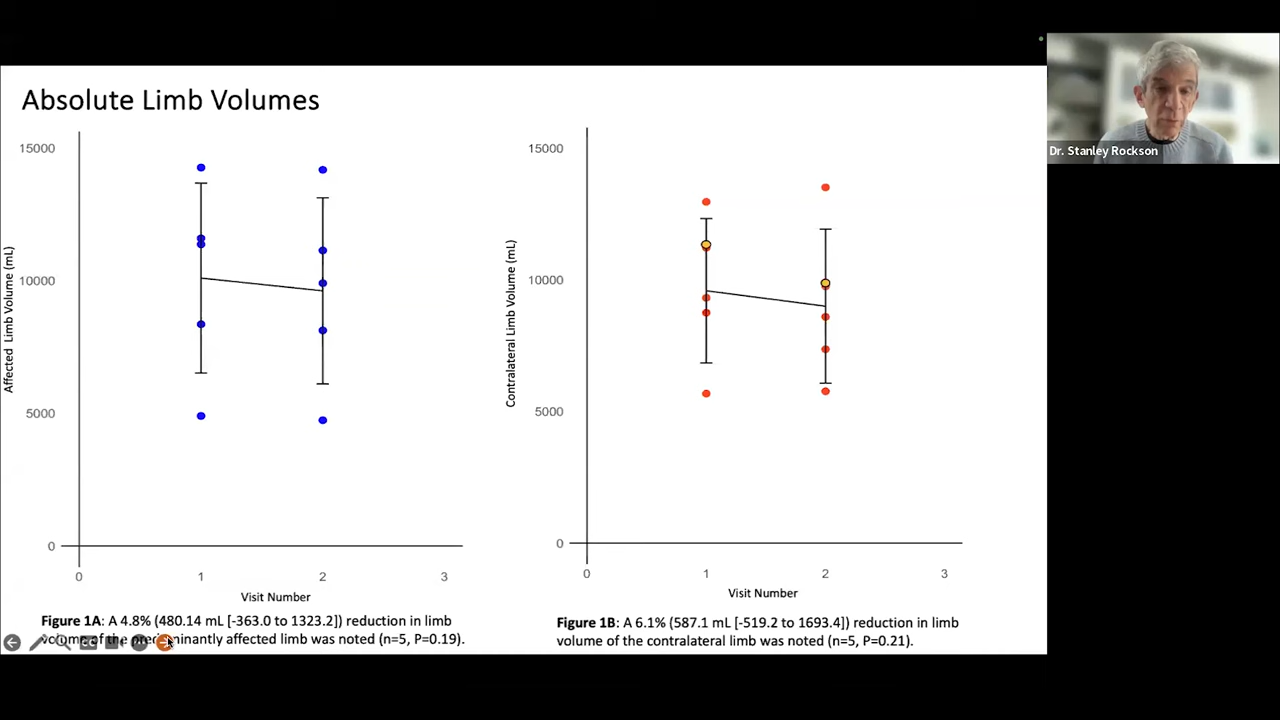 Absolute Limb Volumes
Dr. Stanley Rockson
15000
10000
5000
0
Affected Limb Volume (mL)
0 1 2 3
Visit Number
Figure 1A: A 4.8% (480.14 mL [-363.0 to 1323.2]) reduction in limb
volume of the predominantly affected limb was noted (n=5, P=0.19).
15000
10000
5000
0
Contralateral Limb Volume (mL)
0 1 2 3
Visit Number
Figure 1B: A 6.1% (587.1 mL [-519.2 to 1693.4]) reduction in limb
volume of the contralateral limb was noted (n=5, P=0.21).